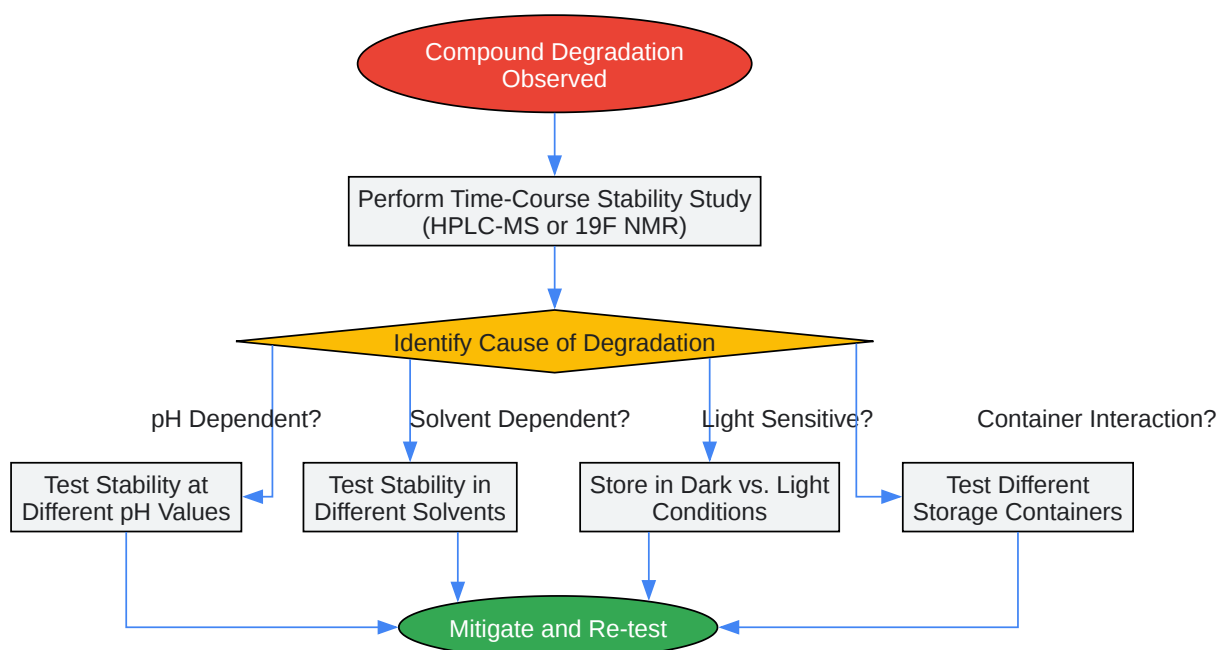 Compound Degradation
Observed
Perform Time-Course Stability Study
(HPLC-MS or 19F NMR)
Identify Cause of Degradation
pH Dependent?
Solvent Dependent?
Light Sensitive?
Container Interaction?
Test Stability at
Different pH Values
Test Stability in
Different Solvents
Store in Dark vs. Light
Conditions
Test Different
Storage Containers
Mitigate and Re-test